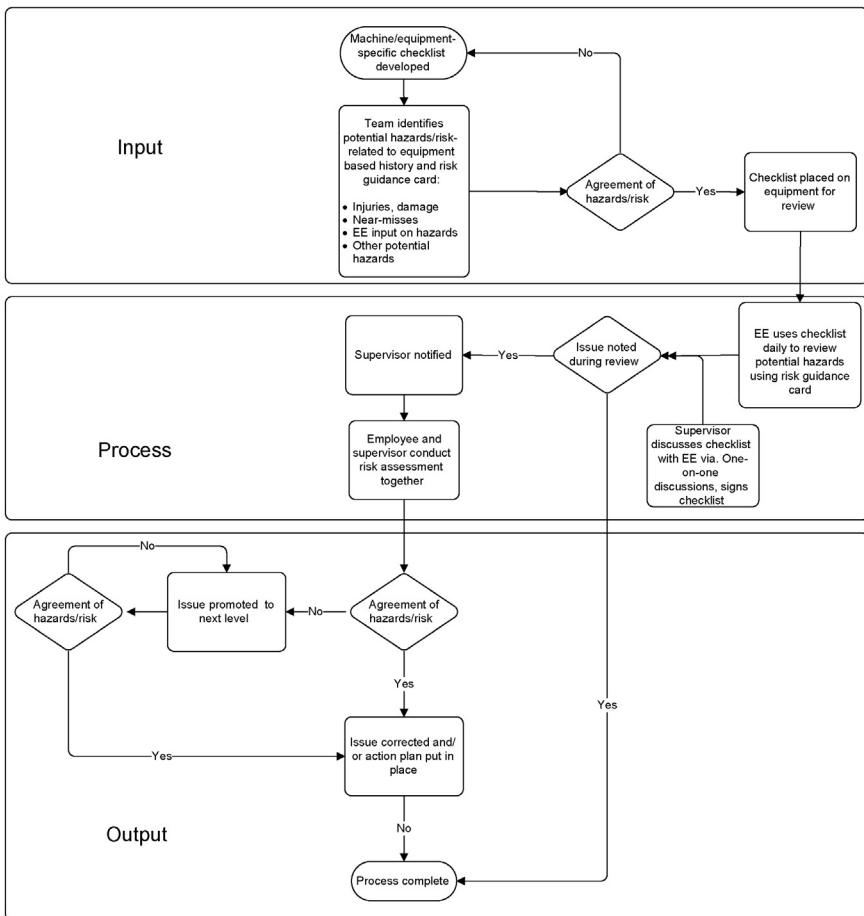 Machine/equipment-
specific checklist
developed
No
Input
Team identifies
potential hazards/risk-
related to equipment
based history and risk
guidance card:
• Injuries, damage
• Near-misses
• EE input on hazards
• Other potential
hazards
Agreement of
hazards/risk
Yes
Checklist placed on
equipment for
review
EE uses checklist
daily to review
potential hazards
using risk guidance
card
Issue noted
during review
Yes
Supervisor notified
Process
Employee and
supervisor conduct
risk assessment
together
Supervisor
discusses checklist
with EE via. One-
on-one
discussions, signs
checklist
No
Agreement of
hazards/risk
Issue promoted to
next level
No
Agreement of
hazards/risk
Yes
Yes
Yes
Issue corrected and/
or action plan put in
place
Output
No
Process complete